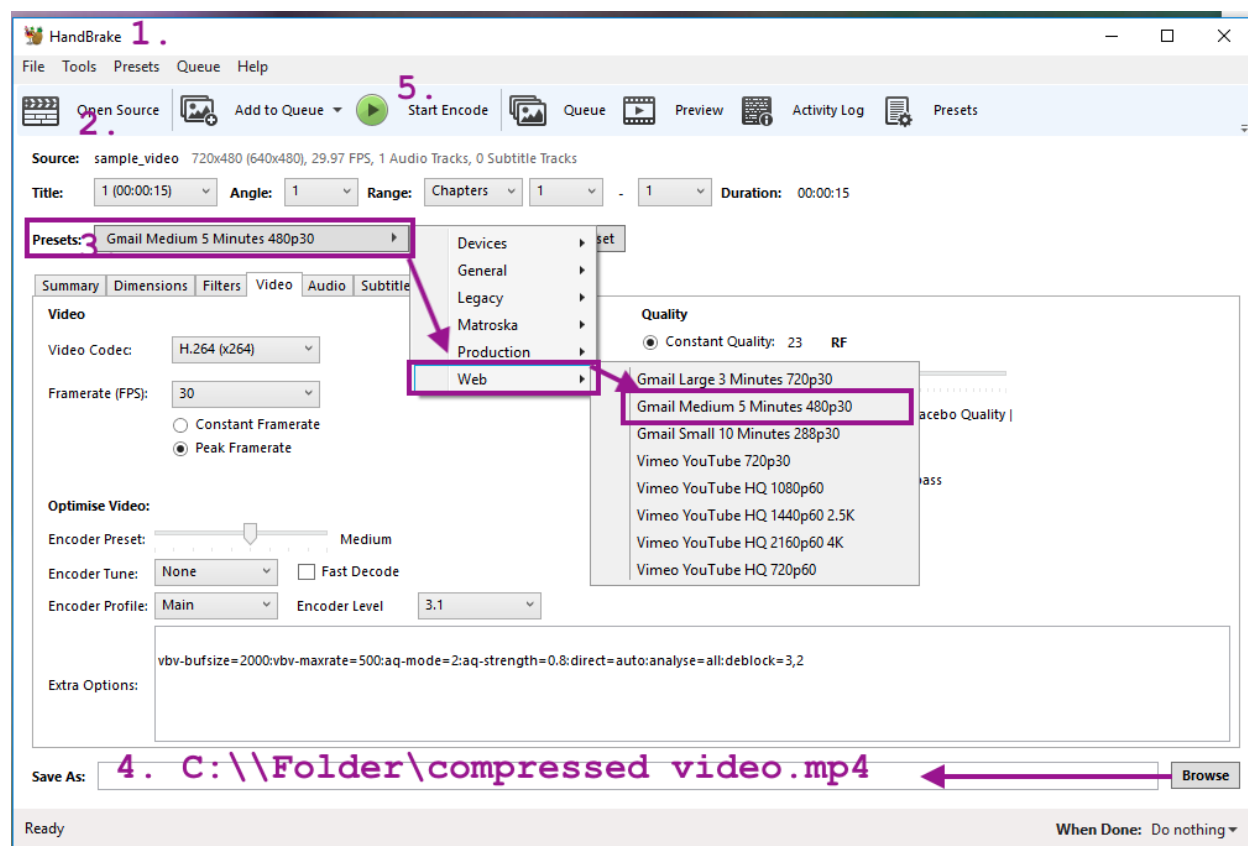 HandBrake 1.
File Tools Presets Queue Help
5.
Open Source Add to Queue Start Encode Queue Preview Activity Log Presets
2.
Source: sample_video 720x480 (640x480), 29.97 FPS, 1 Audio Tracks, 0 Subtitle Tracks
Title: 1 (00:00:15) Angle: 1 Range: Chapters 1 - 1 Duration: 00:00:15
Presets: Gmail Medium 5 Minutes 480p30
3
Devices
General
Legacy
Matroska
Production
Web
set
Summary Dimensions Filters Video Audio Subtitle
Video
Quality
Video Codec: H.264 (x264)
Constant Quality: 23 RF
Framerate (FPS): 30
Constant Framerate
Peak Framerate
Gmail Large 3 Minutes 720p30
Gmail Medium 5 Minutes 480p30
Gmail Small 10 Minutes 288p30
Vimeo YouTube 720p30
Vimeo YouTube HQ 1080p60
Vimeo YouTube HQ 1440p60 2.5K
Vimeo YouTube HQ 2160p60 4K
Vimeo YouTube HQ 720p60
acebo Quality |
ass
Optimise Video:
Encoder Preset: Medium
Encoder Tune: None Fast Decode
Encoder Profile: Main Encoder Level 3.1
Extra Options: vbv-bufsize=2000:vbv-maxrate=500:aq-mode=2:aq-strength=0.8:direct=auto:analyse=all:deblock=3,2
Save As: 4. C:\\Folder\compressed video.mp4 Browse
Ready When Done: Do nothing